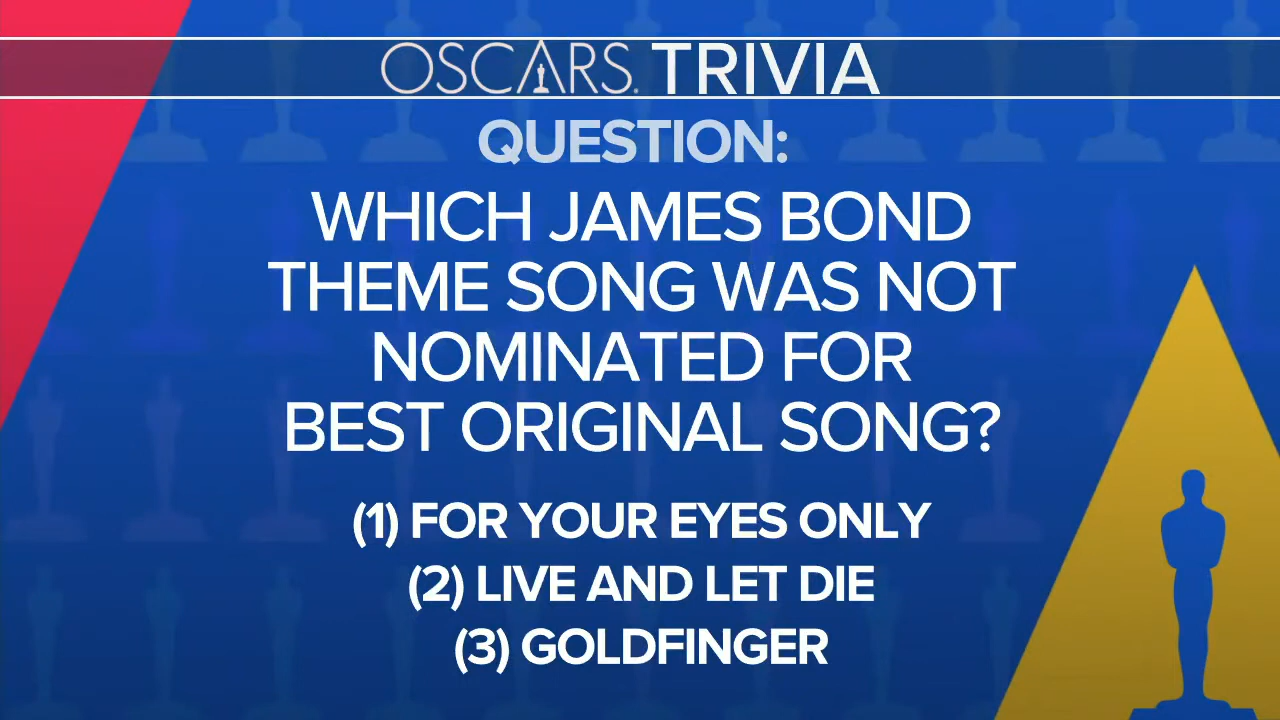 OSCARS. TRIVIA
QUESTION:
WHICH JAMES BOND
THEME SONG WAS NOT
NOMINATED FOR
BEST ORIGINAL SONG?
(1) FOR YOUR EYES ONLY
(2) LIVE AND LET DIE
(3) GOLDFINGER